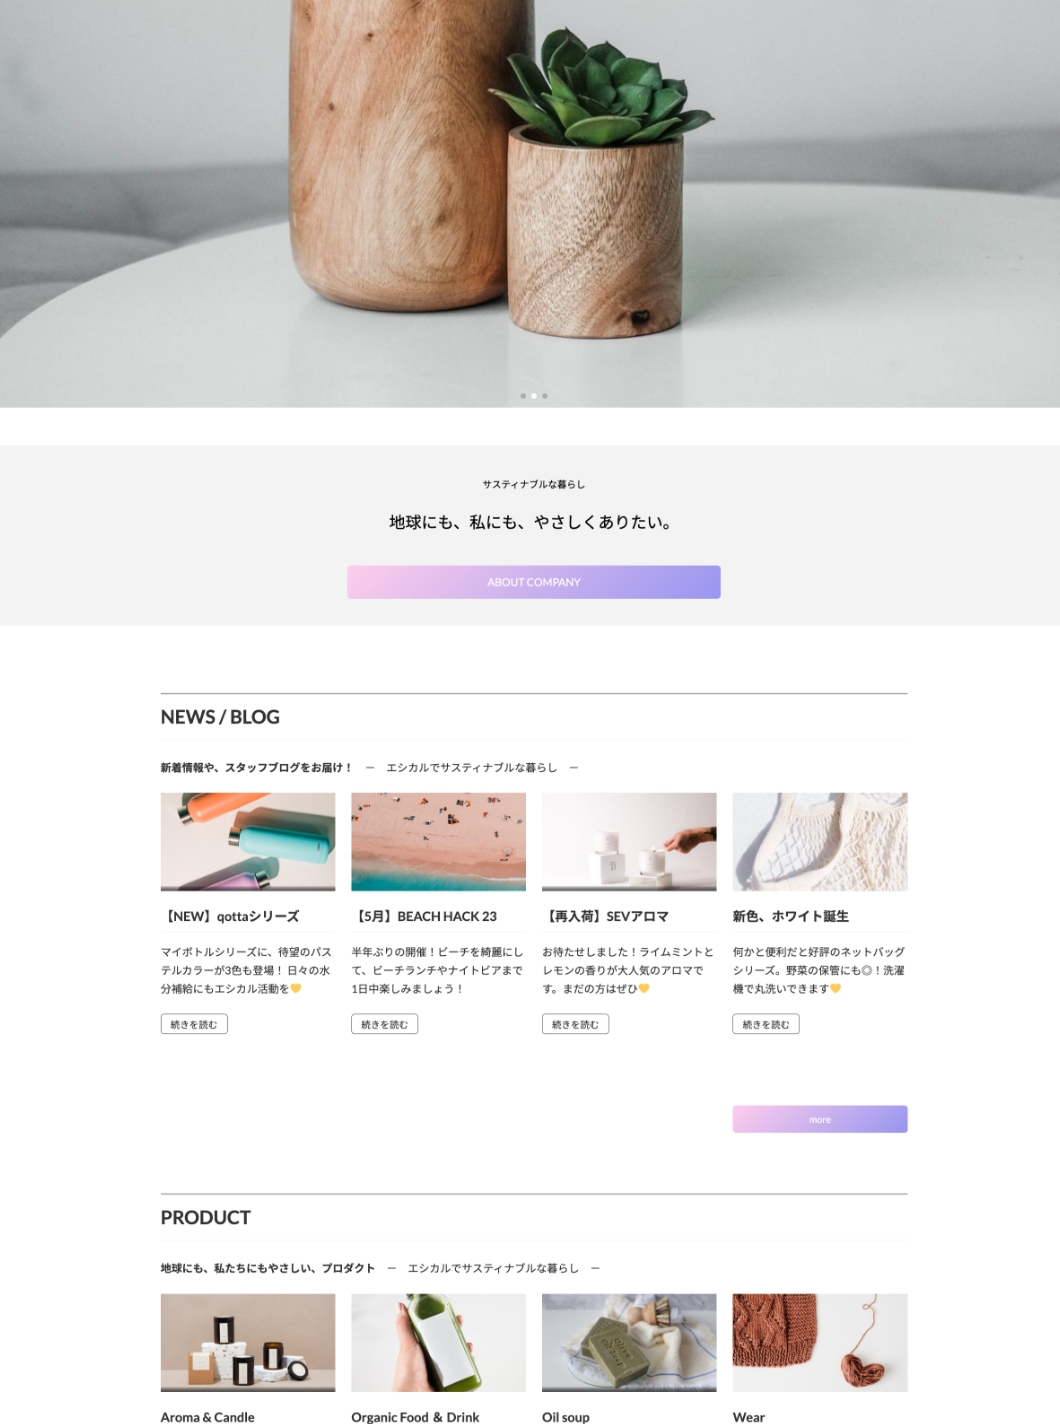 サスティナブルな暮らし
地球にも、私にも、やさしくありたい。
ABOUT COMPANY
NEWS / BLOG
新着情報や、スタッフブログをお届け！　ー　エシカルでサスティナブルな暮らし　ー
【NEW】qottaシリーズ
マイボトルシリーズに、待望のパス
テルカラーが3色も登場！ 日々の水
分補給にもエシカル活動を💛
続きを読む
【5月】BEACH HACK 23
半年ぶりの開催！ビーチを綺麗にし
て、ビーチランチやナイトビアまで
1日中楽しみましょう！
続きを読む
【再入荷】SEVアロマ
お待たせしました！ライムミントと
レモンの香りが大人気のアロマで
す。まだの方はぜひ💛
続きを読む
新色、ホワイト誕生
何かと便利だと好評のネットバッグ
シリーズ。野菜の保管にも◎！洗濯
機で丸洗いできます💛
続きを読む
more
PRODUCT
地球にも、私たちにもやさしい、プロダクト　ー　エシカルでサスティナブルな暮らし　ー
Aroma & Candle
Organic Food ＆ Drink
Oil soup
Wear